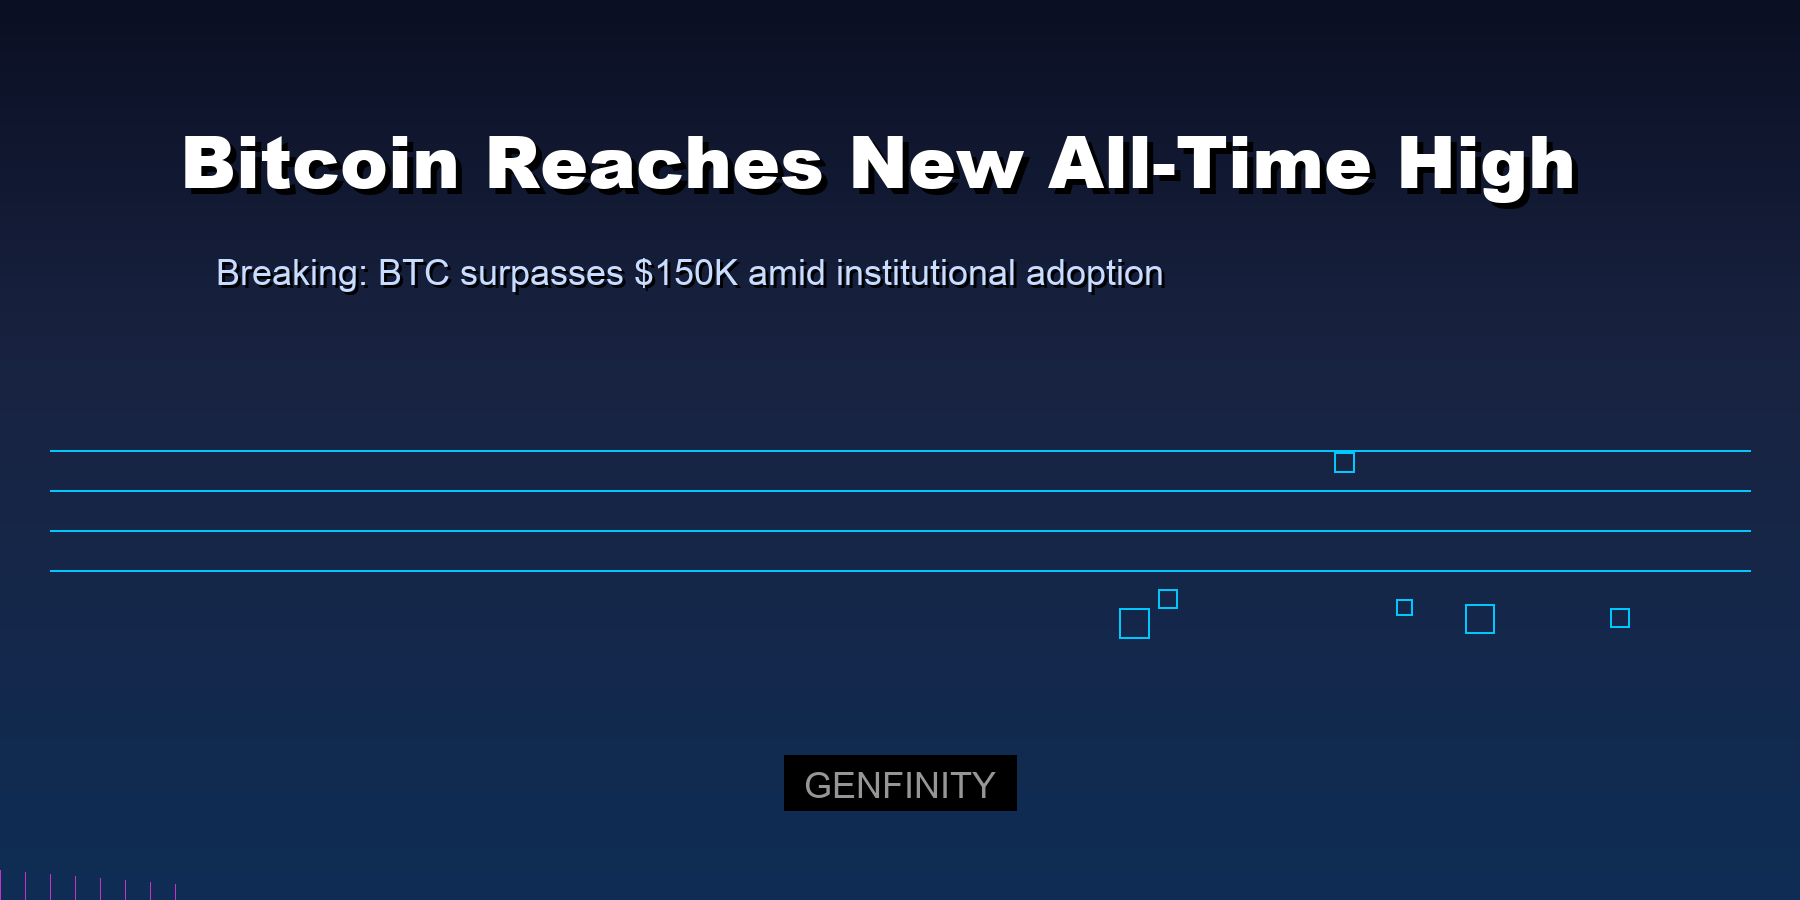 Bitcoin Reaches New All-Time High
Breaking: BTC surpasses $150K amid institutional adoption
GENFINITY